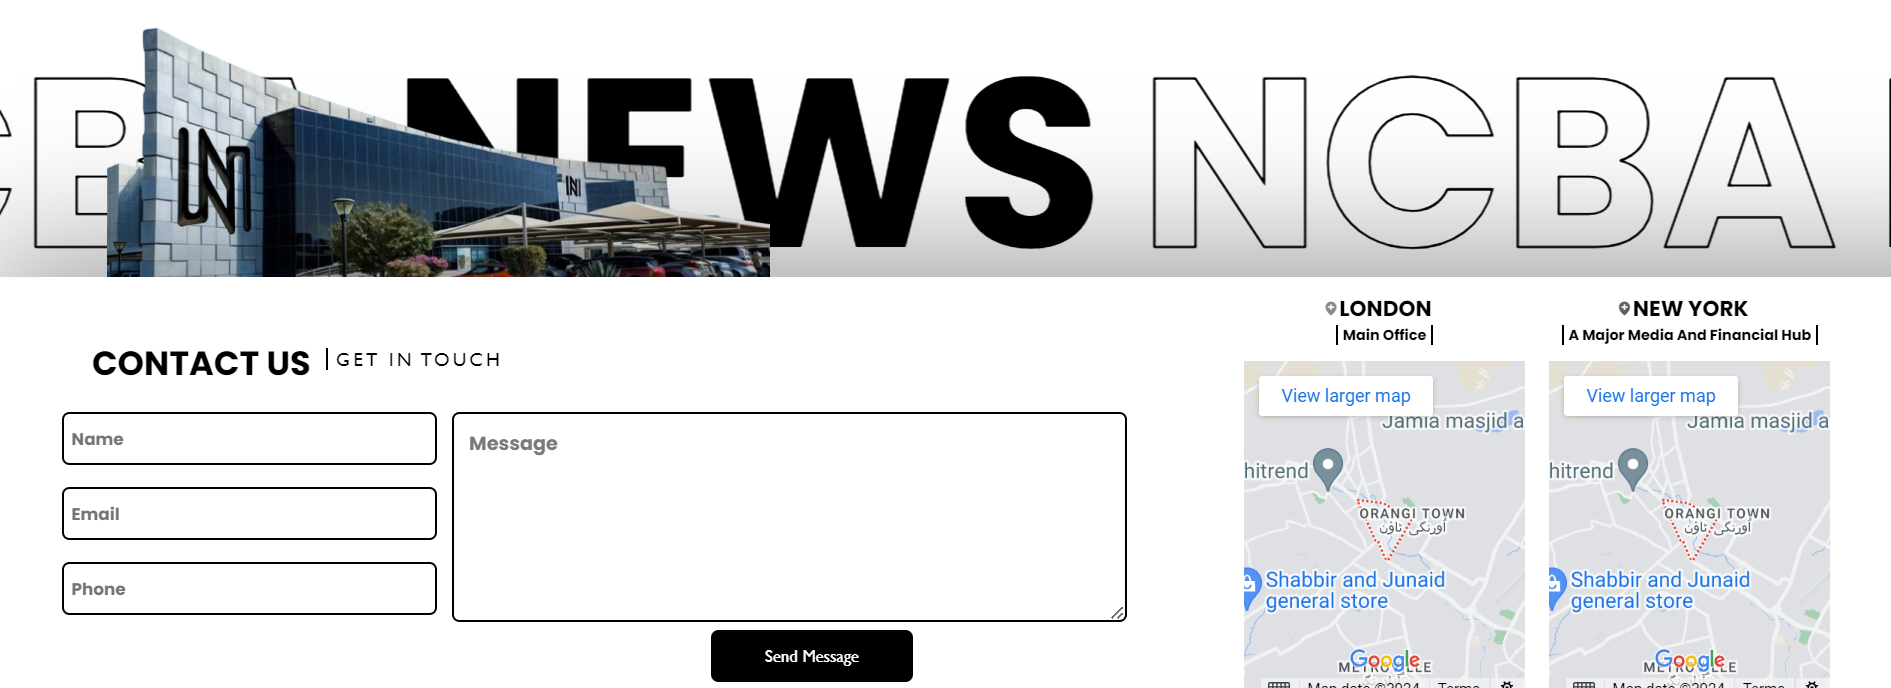 NEWS NCBA
LONDON
Main Office
NEW YORK
A Major Media And Financial Hub
CONTACT US
GET IN TOUCH
Name
Email
Phone
Message
Send Message
View larger map
Jamia masjid a
hitrend
ORANGI TOWN
اورنگی ٹاؤن
Shabbir and Junaid
general store
Google
Map data ©2024
Terms
View larger map
Jamia masjid a
hitrend
ORANGI TOWN
اورنگی ٹاؤن
Shabbir and Junaid
general store
Google
Map data ©2024
Terms